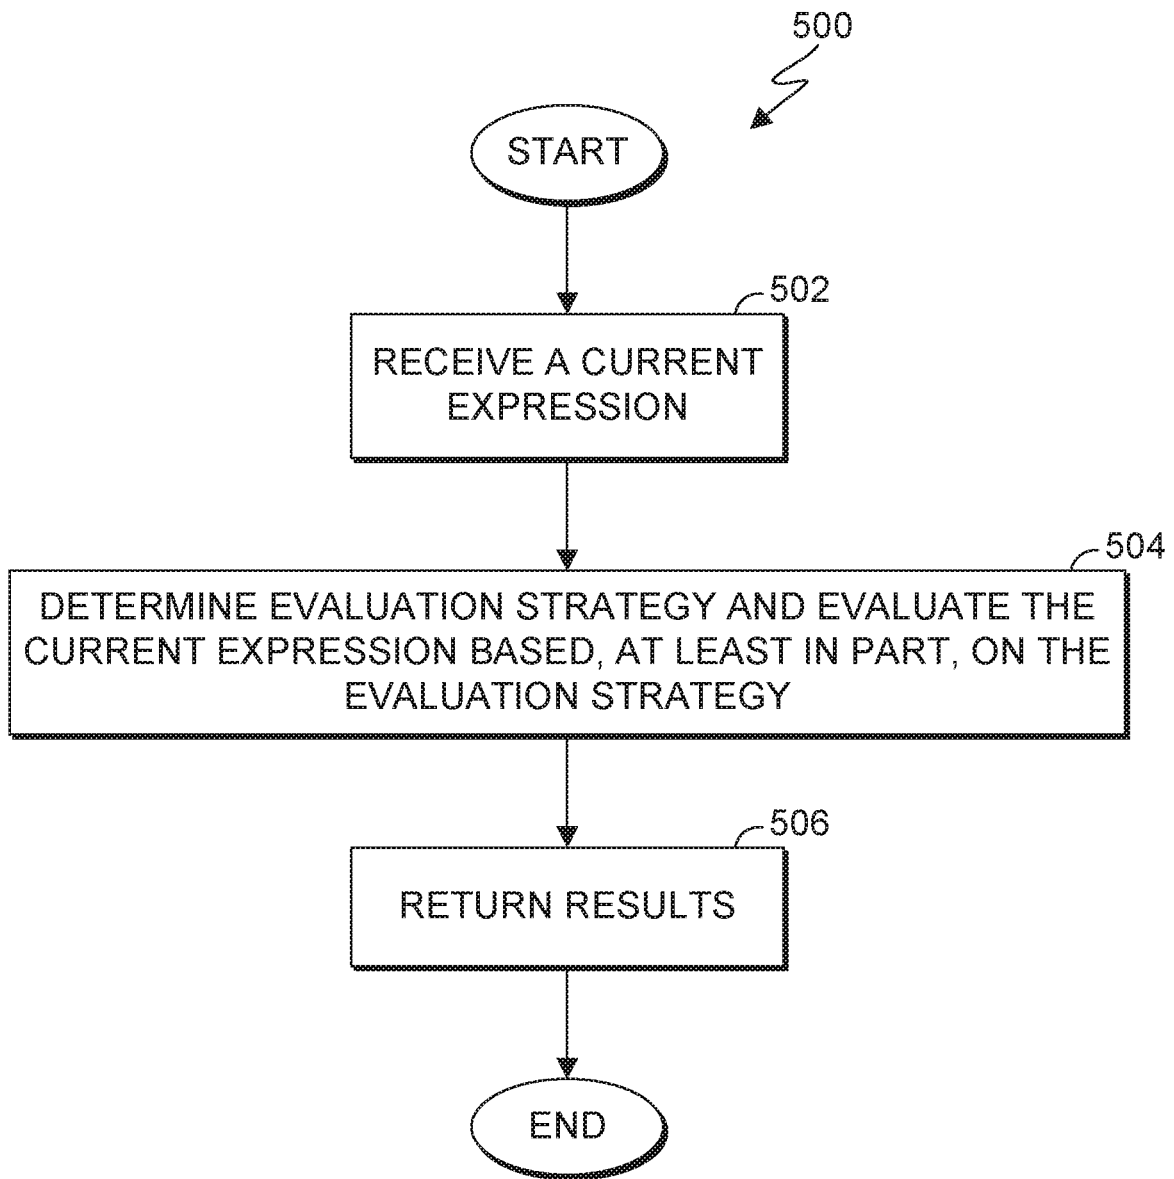 500
START
502
RECEIVE A CURRENT
EXPRESSION
504
DETERMINE EVALUATION STRATEGY AND EVALUATE THE
CURRENT EXPRESSION BASED, AT LEAST IN PART, ON THE
EVALUATION STRATEGY
506
RETURN RESULTS
END